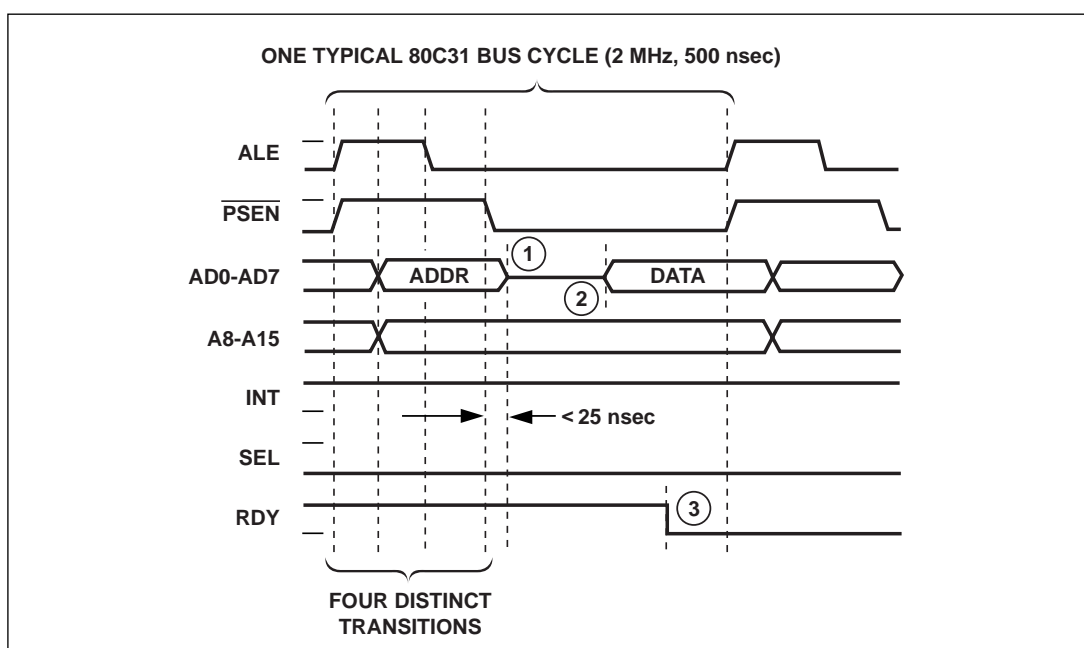 ONE TYPICAL 80C31 BUS CYCLE (2 MHz, 500 nsec)
ALE
PSEN
AD0-AD7
ADDR
1
2
DATA
A8-A15
INT
< 25 nsec
SEL
RDY
3
FOUR DISTINCT
TRANSITIONS